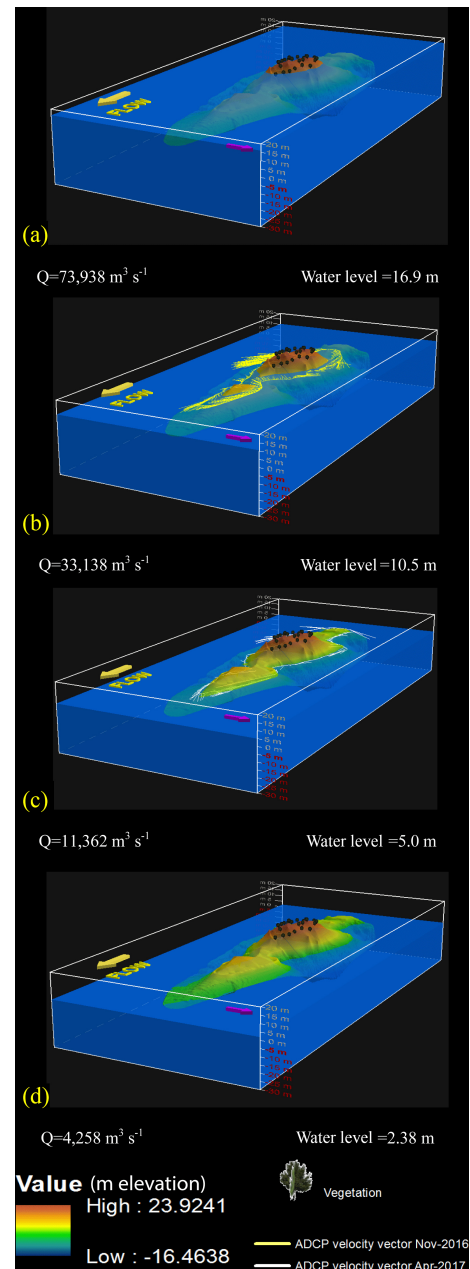 FLOW
20 m
15 m
10 m
5 m
0 m
-5 m
-10 m
-15 m
-20 m
-25 m
-30 m
(a)
Q=73,938 m³ s⁻¹ Water level =16.9 m
FLOW
20 m
15 m
10 m
5 m
0 m
-5 m
-10 m
-15 m
-20 m
-25 m
-30 m
(b)
Q=33,138 m³ s⁻¹ Water level =10.5 m
FLOW
20 m
15 m
10 m
5 m
0 m
-5 m
-10 m
-15 m
-20 m
-25 m
-30 m
(c)
Q=11,362 m³ s⁻¹ Water level =5.0 m
FLOW
20 m
15 m
10 m
5 m
0 m
-5 m
-10 m
-15 m
-20 m
-25 m
-30 m
(d)
Q=4,258 m³ s⁻¹ Water level =2.38 m
Value (m elevation)
High : 23.9241
Low : -16.4638
Vegetation
ADCP velocity vector Nov-2016
ADCP velocity vector Apr-2017